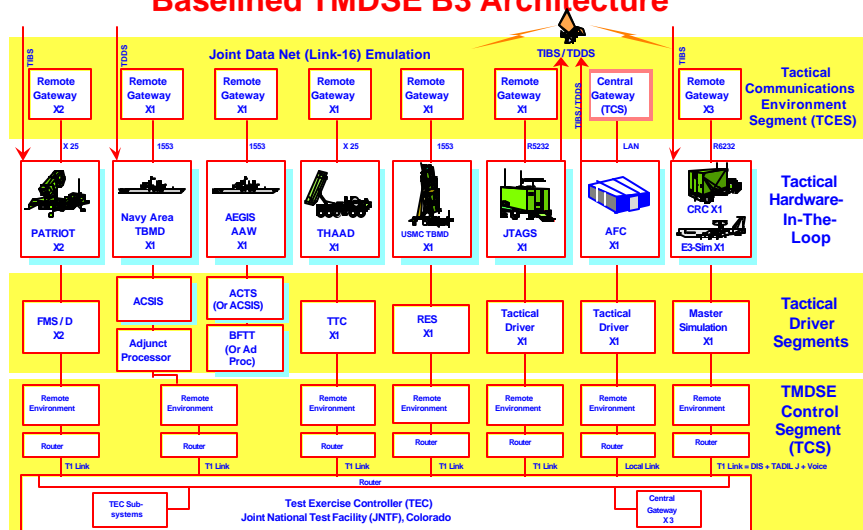 Baselined TMDSE B3 Architecture
Joint Data Net (Link-16) Emulation
TIBS / TDDS
TIBS
TDDS
TIBS / TDDS
TIBS
Remote
Gateway
X2
Remote
Gateway
X1
Remote
Gateway
X1
Remote
Gateway
X1
Remote
Gateway
X1
Remote
Gateway
X1
Central
Gateway
(TCS)
Remote
Gateway
X3
Tactical
Communications
Environment
Segment (TCES)
X 25
1553
1553
X 25
1553
R5232
LAN
R6232
PATRIOT
X2
Navy Area
TBMD
X1
AEGIS
AAW
X1
THAAD
X1
USMC TBMD
X1
JTAGS
X1
AFC
X1
CRC X1
E3-Sim X1
Tactical
Hardware-
In-The-
Loop
FMS / D
X2
ACSIS
Adjunct
Processor
ACTS
(Or ACSIS)
BFTT
(Or Ad
Proc)
TTC
X1
RES
X1
Tactical
Driver
X1
Tactical
Driver
X1
Master
Simulation
X1
Tactical
Driver
Segments
Remote
Environment
Remote
Environment
Remote
Environment
Remote
Environment
Remote
Environment
Remote
Environment
Remote
Environment
TMDSE
Control
Segment
(TCS)
Router
Router
Router
Router
Router
Router
Router
T1 Link
T1 Link
T1 Link
T1 Link
T1 Link
Local Link
T1 Link = DIS + TADIL J + Voice
Router
TEC Sub-
systems
Test Exercise Controller (TEC)
Joint National Test Facility (JNTF), Colorado
Central
Gateway
X 3